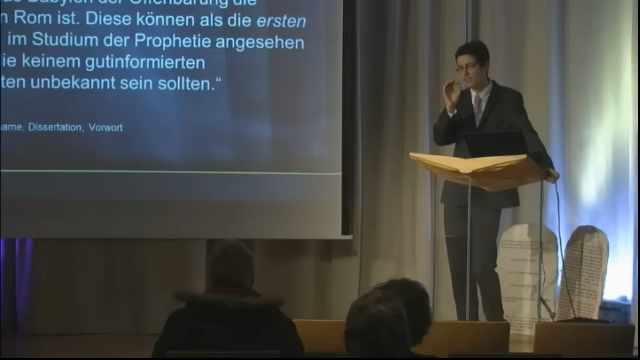 Babylon der Offenbarung die
n Rom ist. Diese können als die ersten
im Studium der Prophetie angesehen
ie keinem gutinformierten
ten unbekannt sein sollten.“
name, Dissertation, Vorwort